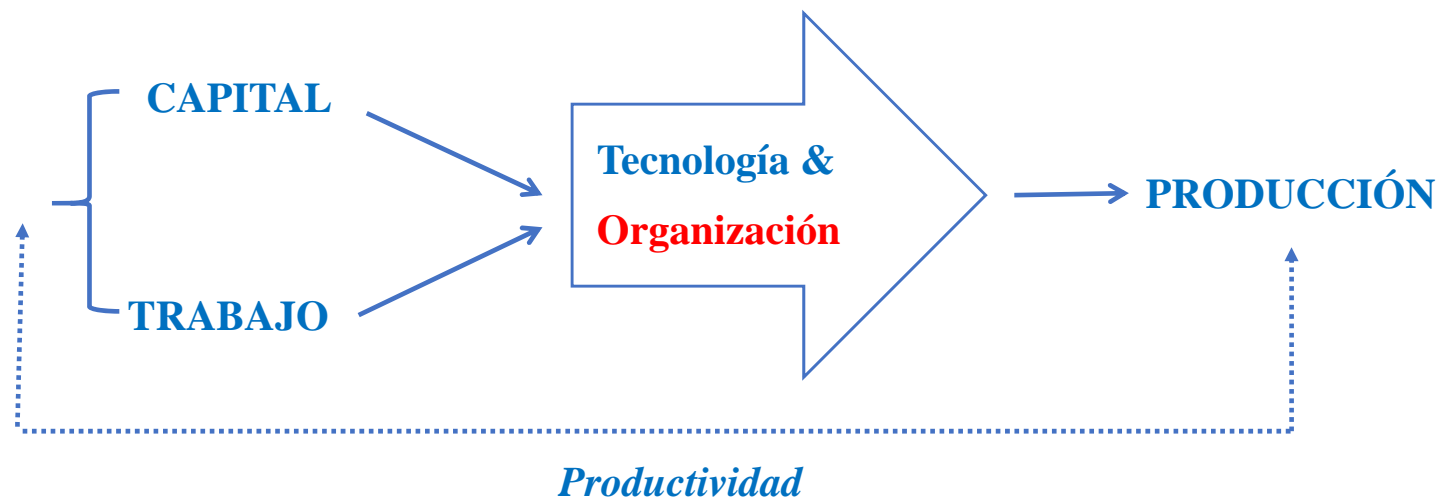 CAPITAL
Tecnología &
Organización
PRODUCCIÓN
TRABAJO
Productividad